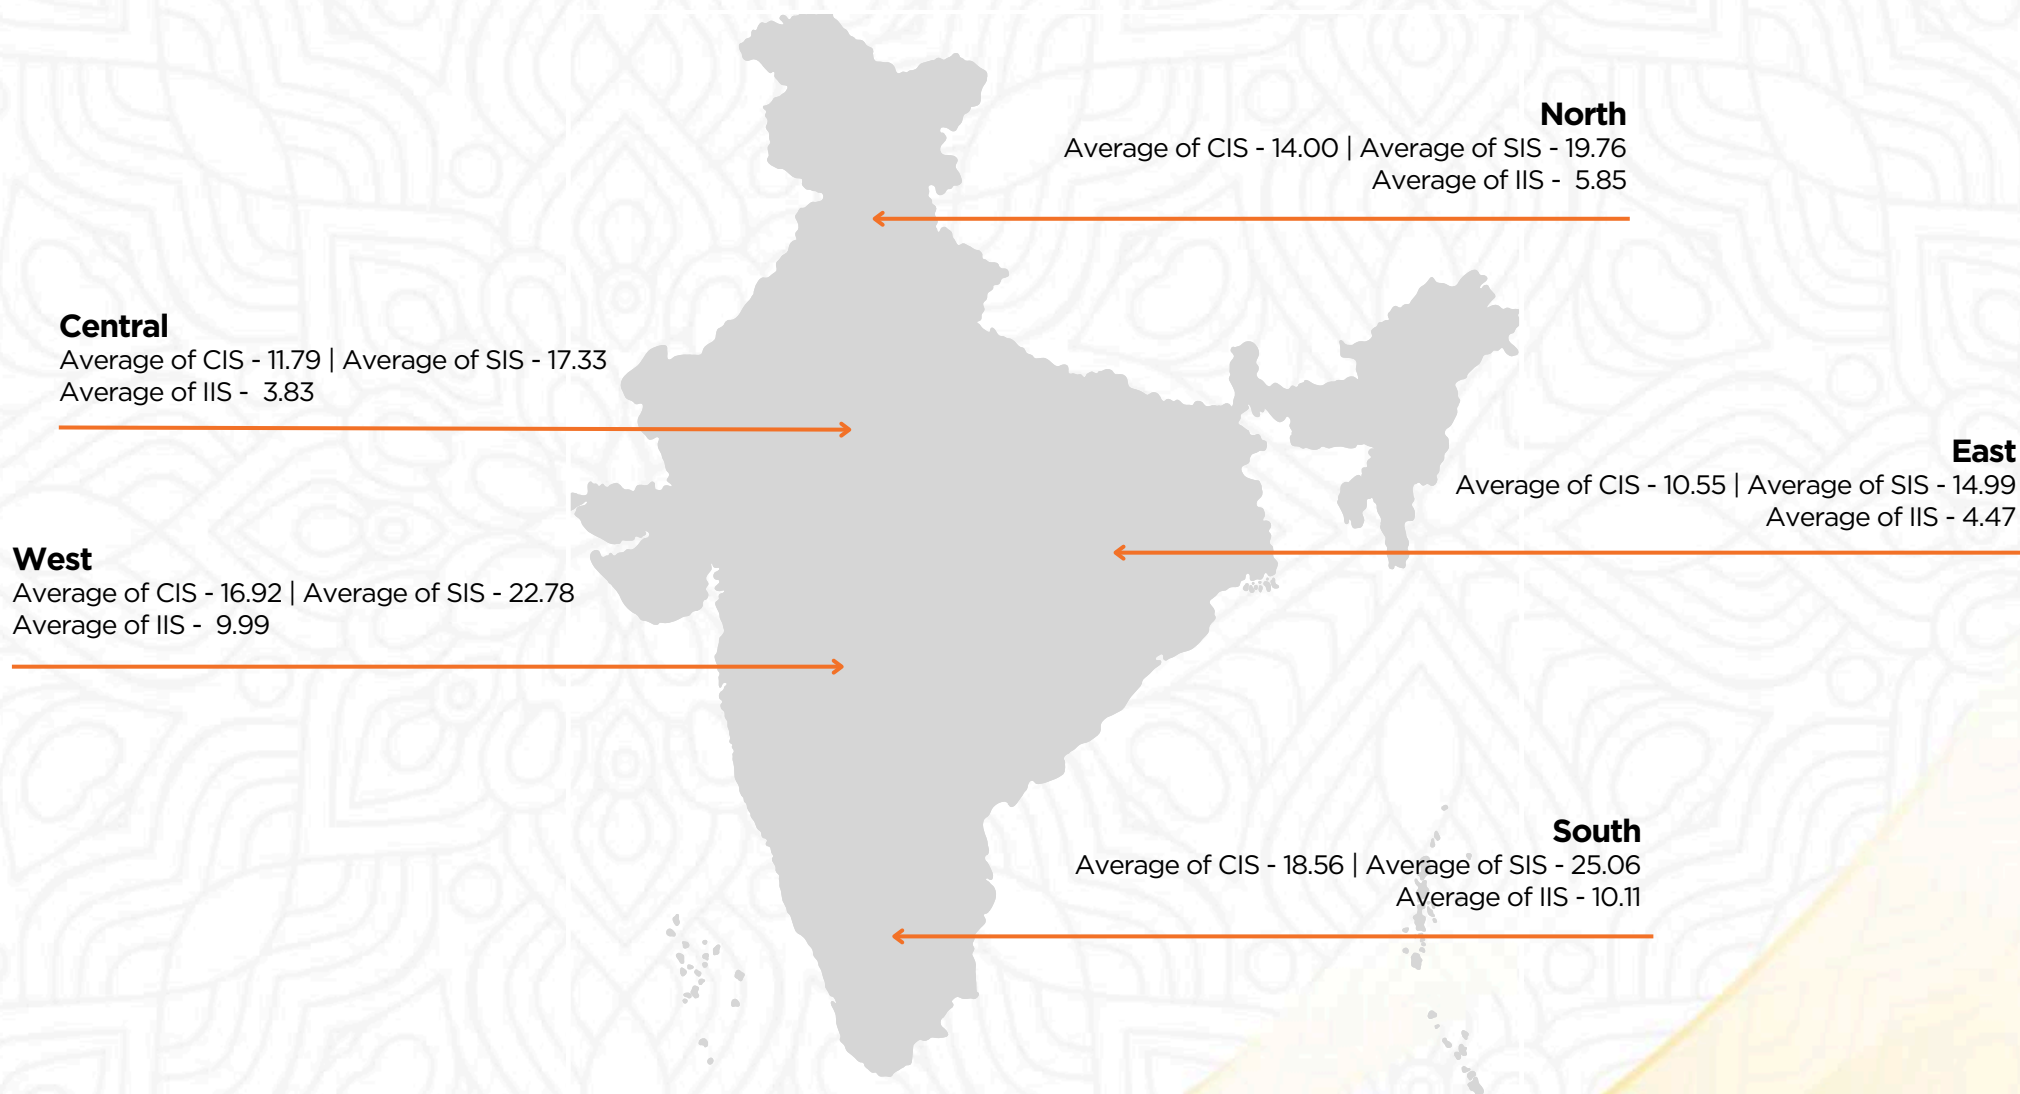 North
Average of CIS - 14.00 | Average of SIS - 19.76
Average of IIS - 5.85
Central
Average of CIS - 11.79 | Average of SIS - 17.33
Average of IIS - 3.83
East
Average of CIS - 10.55 | Average of SIS - 14.99
Average of IIS - 4.47
West
Average of CIS - 16.92 | Average of SIS - 22.78
Average of IIS - 9.99
South
Average of CIS - 18.56 | Average of SIS - 25.06
Average of IIS - 10.11